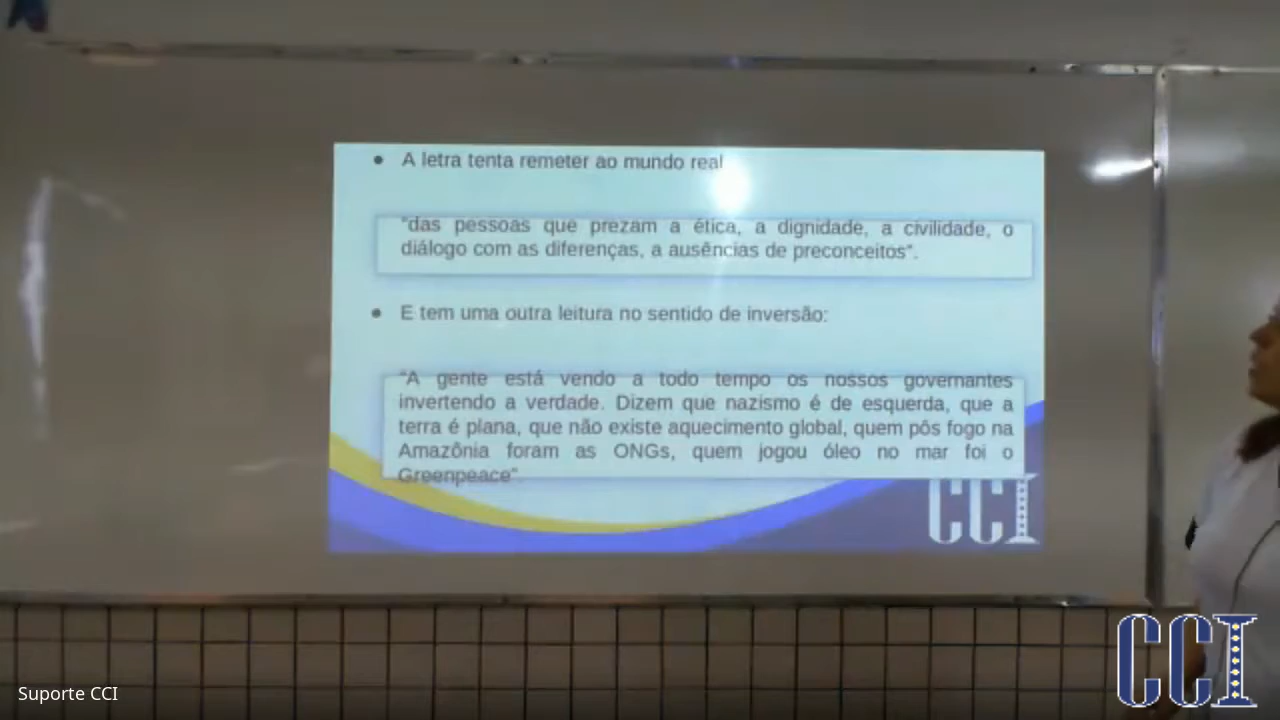 A letra tenta remeter ao mundo real
"das pessoas que prezam a ética, a dignidade, a civilidade, o
diálogo com as diferenças, a ausências de preconceitos".
E tem uma outra leitura no sentido de inversão:
"A gente está vendo a todo tempo os nossos governantes
invertendo a verdade. Dizem que nazismo é de esquerda, que a
terra é plana, que não existe aquecimento global, quem pôs fogo na
Amazônia foram as ONGs, quem jogou óleo no mar foi o
Greenpeace".
CCI
CCI
Suporte CCI